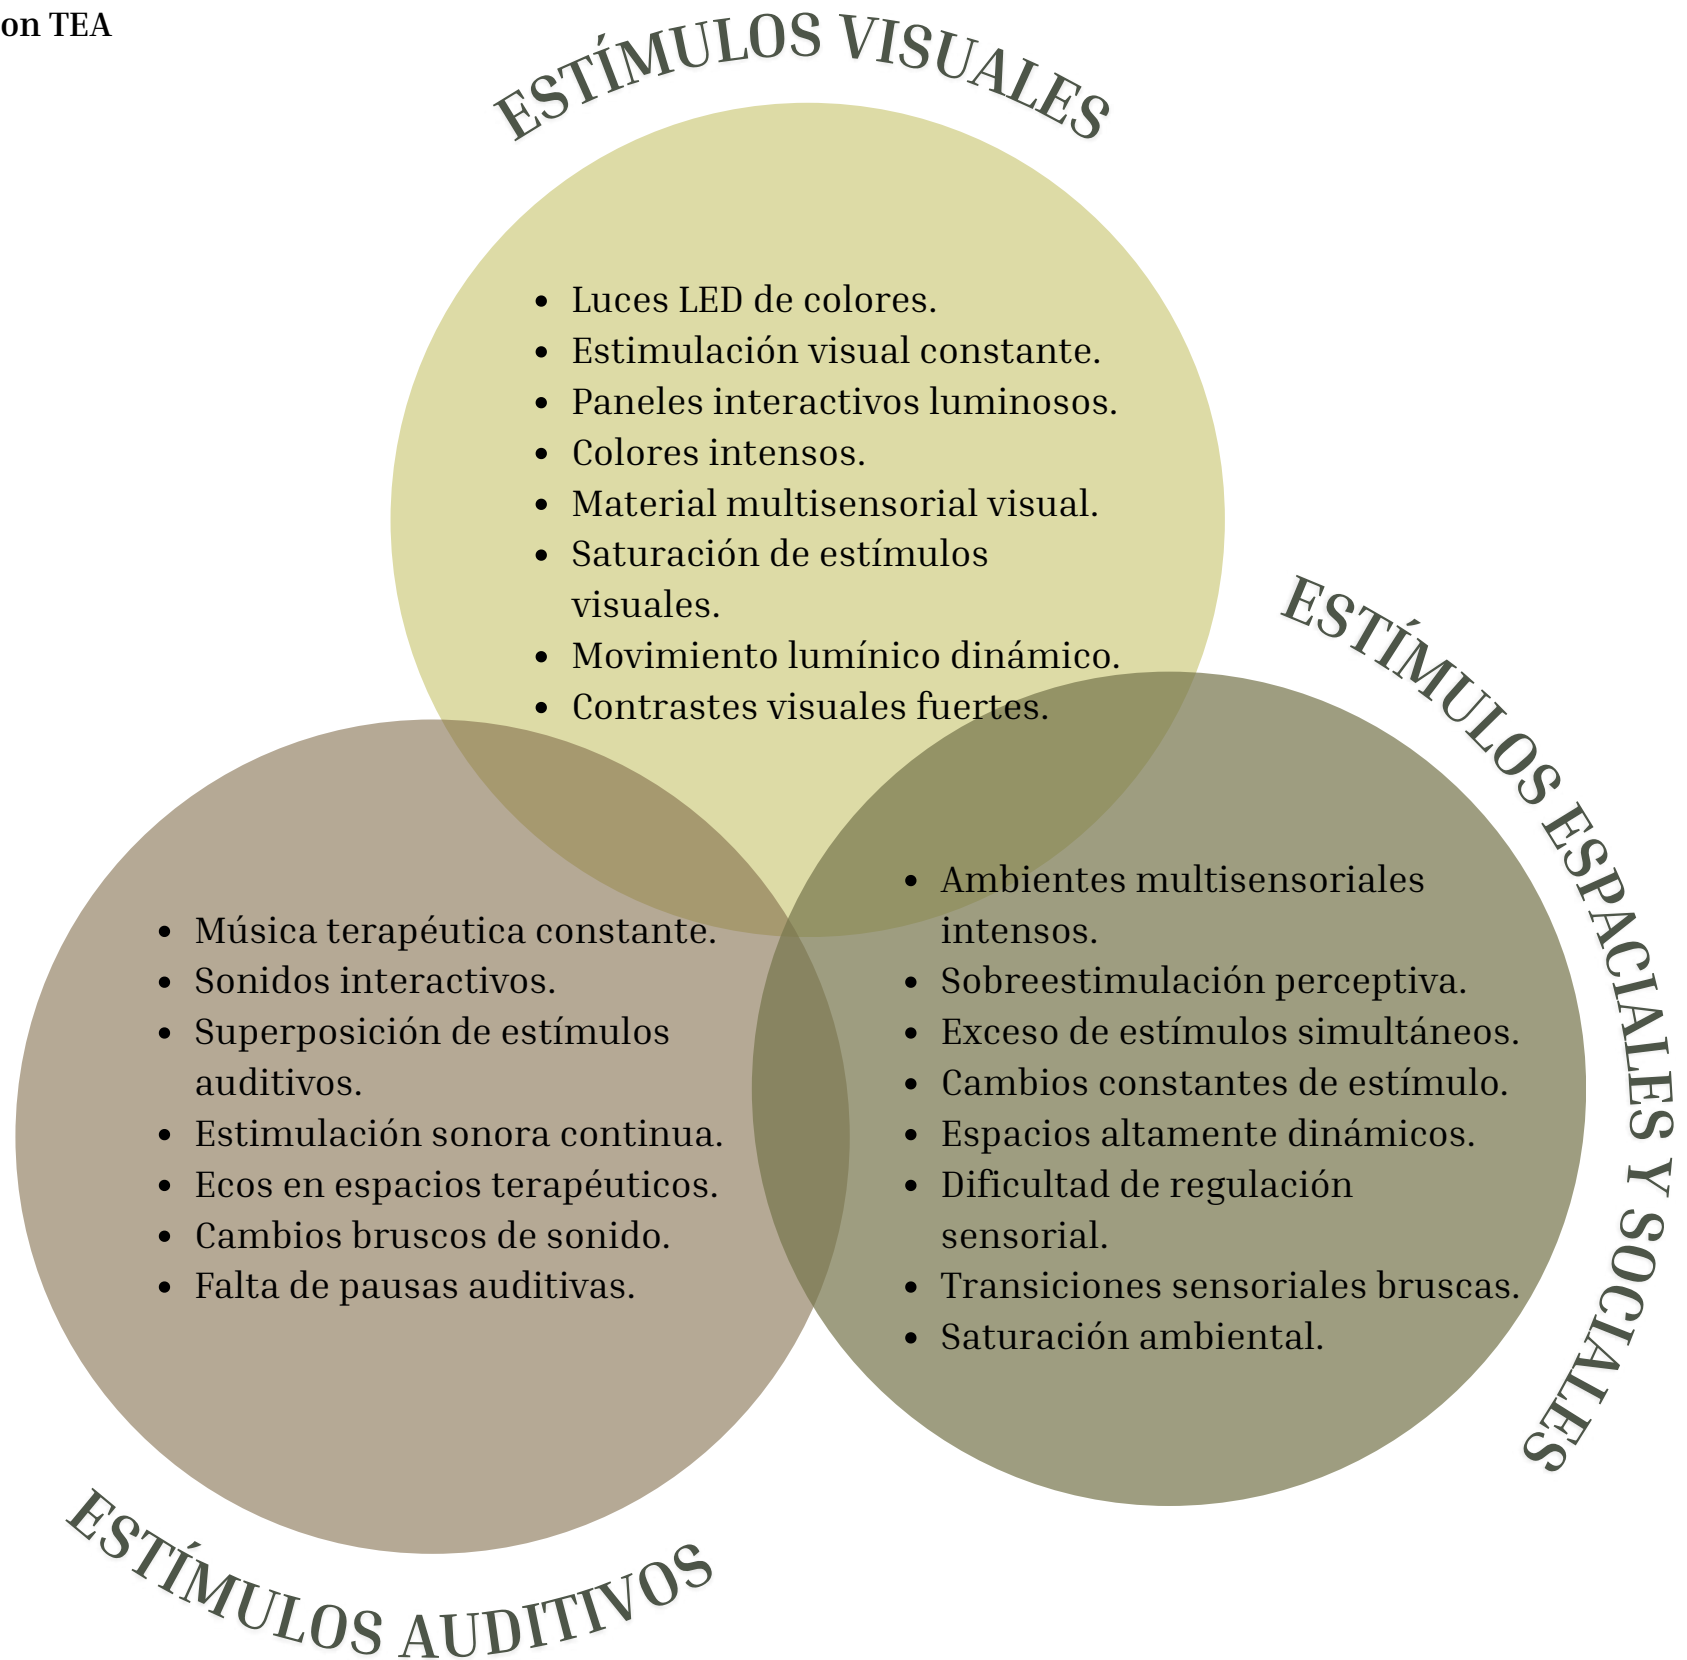 on TEA
ESTÍMULOS VISUALES
• Luces LED de colores.
• Estimulación visual constante.
• Paneles interactivos luminosos.
• Colores intensos.
• Material multisensorial visual.
• Saturación de estímulos
visuales.
• Movimiento lumínico dinámico.
• Contrastes visuales fuertes.
ESTÍMULOS ESPACIALES Y SOCIALES
• Ambientes multisensoriales
intensos.
• Sobreestimulación perceptiva.
• Exceso de estímulos simultáneos.
• Cambios constantes de estímulo.
• Espacios altamente dinámicos.
• Dificultad de regulación
sensorial.
• Transiciones sensoriales bruscas.
• Saturación ambiental.
• Música terapéutica constante.
• Sonidos interactivos.
• Superposición de estímulos
auditivos.
• Estimulación sonora continua.
• Ecos en espacios terapéuticos.
• Cambios bruscos de sonido.
• Falta de pausas auditivas.
ESTÍMULOS AUDITIVOS